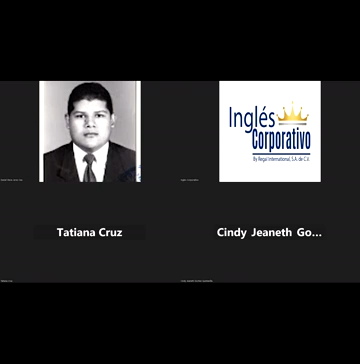 Inglés
Corporativo
By Regal International, S.A. de C.V.
Tatiana Cruz
Cindy Jeaneth Go...